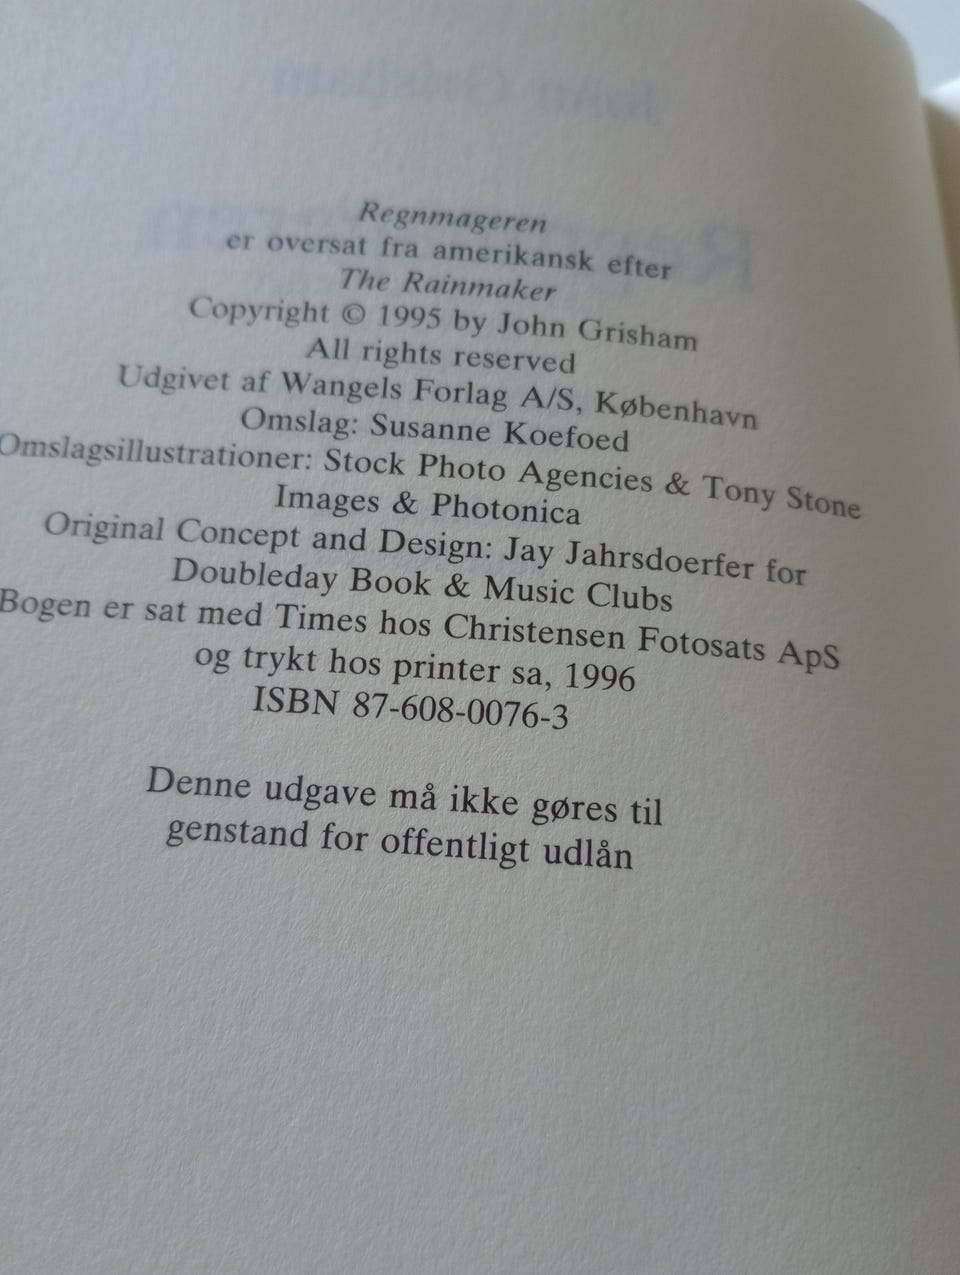 Regnmageren
er oversat fra amerikansk efter
The Rainmaker
Copyright © 1995 by John Grisham
All rights reserved
Udgivet af Wangels Forlag A/S, København
Omslag: Susanne Koefoed
Omslagsillustrationer: Stock Photo Agencies & Tony Stone
Images & Photonica
Original Concept and Design: Jay Jahrsdoerfer for
Doubleday Book & Music Clubs
Bogen er sat med Times hos Christensen Fotosats ApS
og trykt hos printer sa, 1996
ISBN 87-608-0076-3
Denne udgave må ikke gøres til
genstand for offentligt udlån